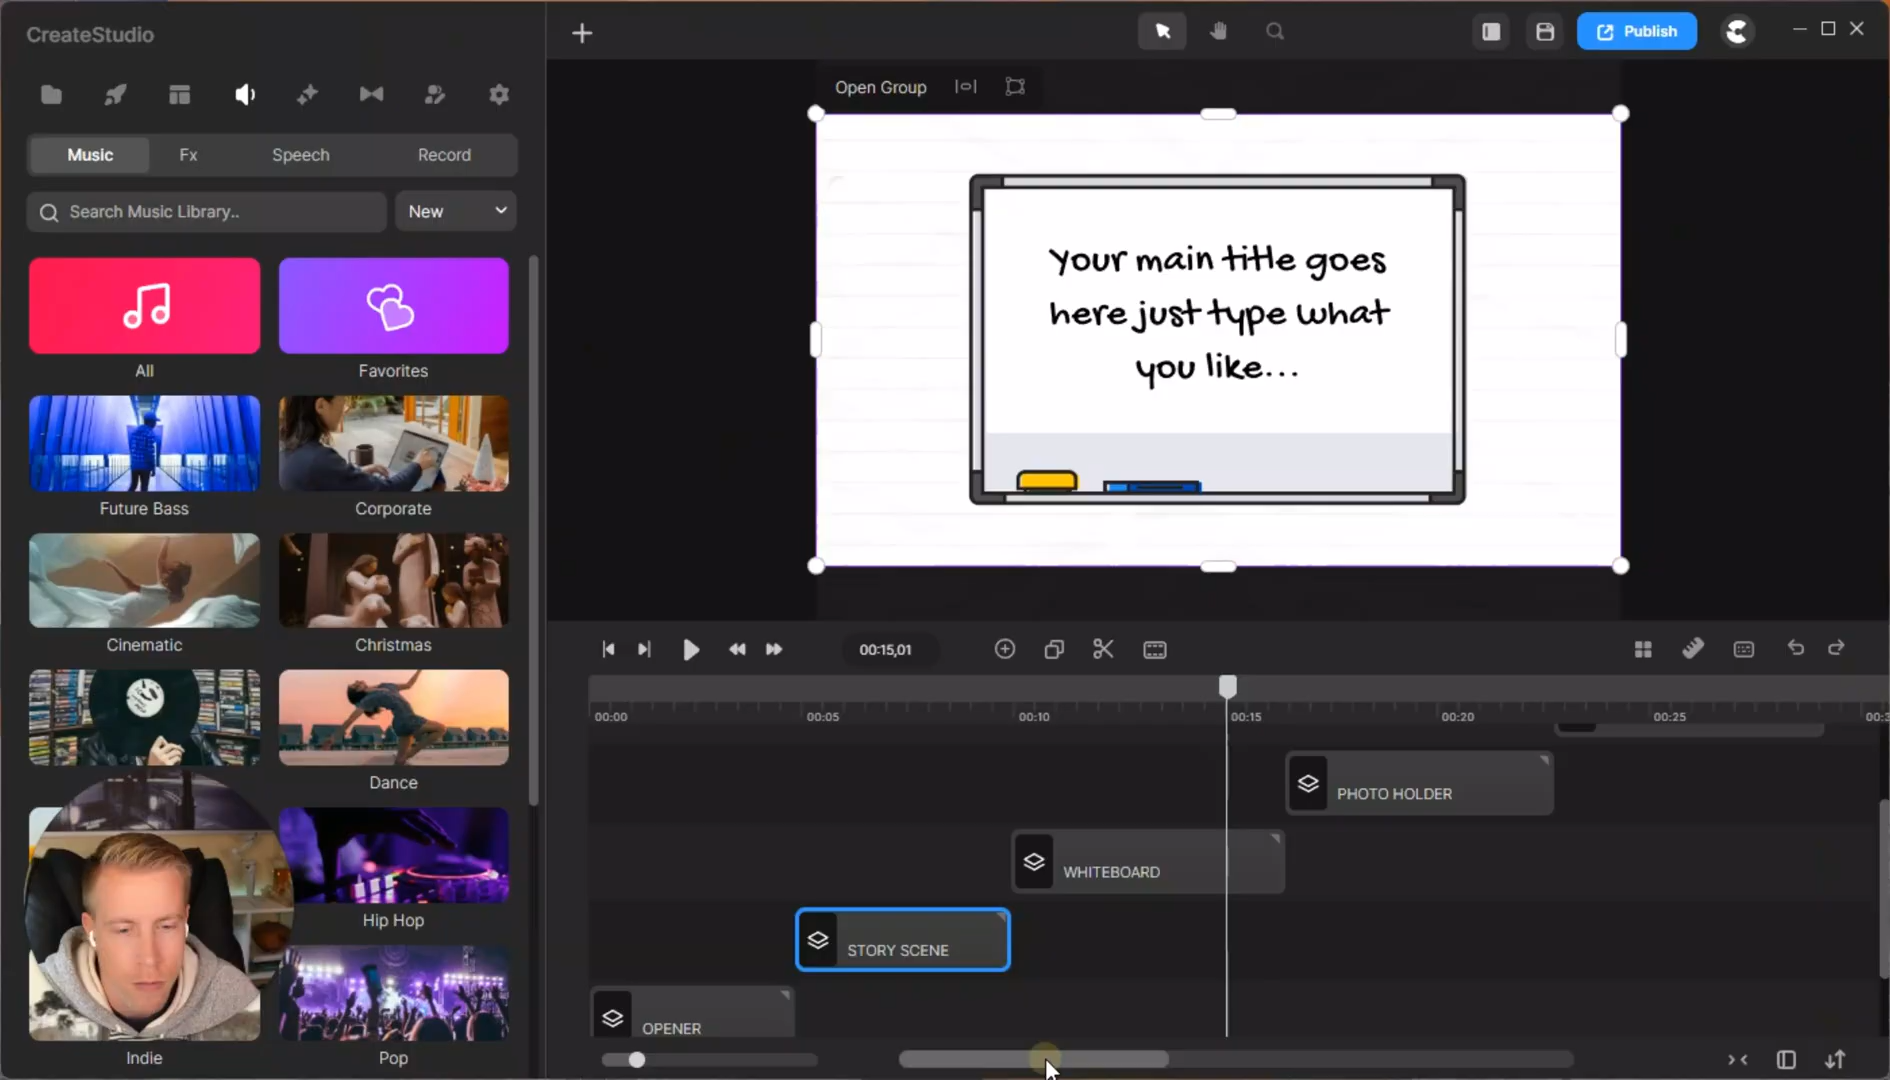 CreateStudio
Publish
Music
Fx
Speech
Record
Search Music Library..
New
All
Favorites
Future Bass
Corporate
Cinematic
Christmas
Dance
Hip Hop
Indie
Pop
Open Group
Your main title goes
here just type what
you like...
00:15,01
00:00
00:05
00:10
00:15
00:20
00:25
PHOTO HOLDER
WHITEBOARD
STORY SCENE
OPENER